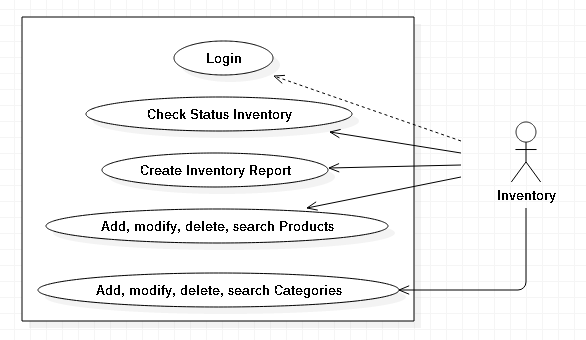 Login
Check Status Inventory
Create Inventory Report
Inventory
Add, modify, delete, search Products
Add, modify, delete, search Categories